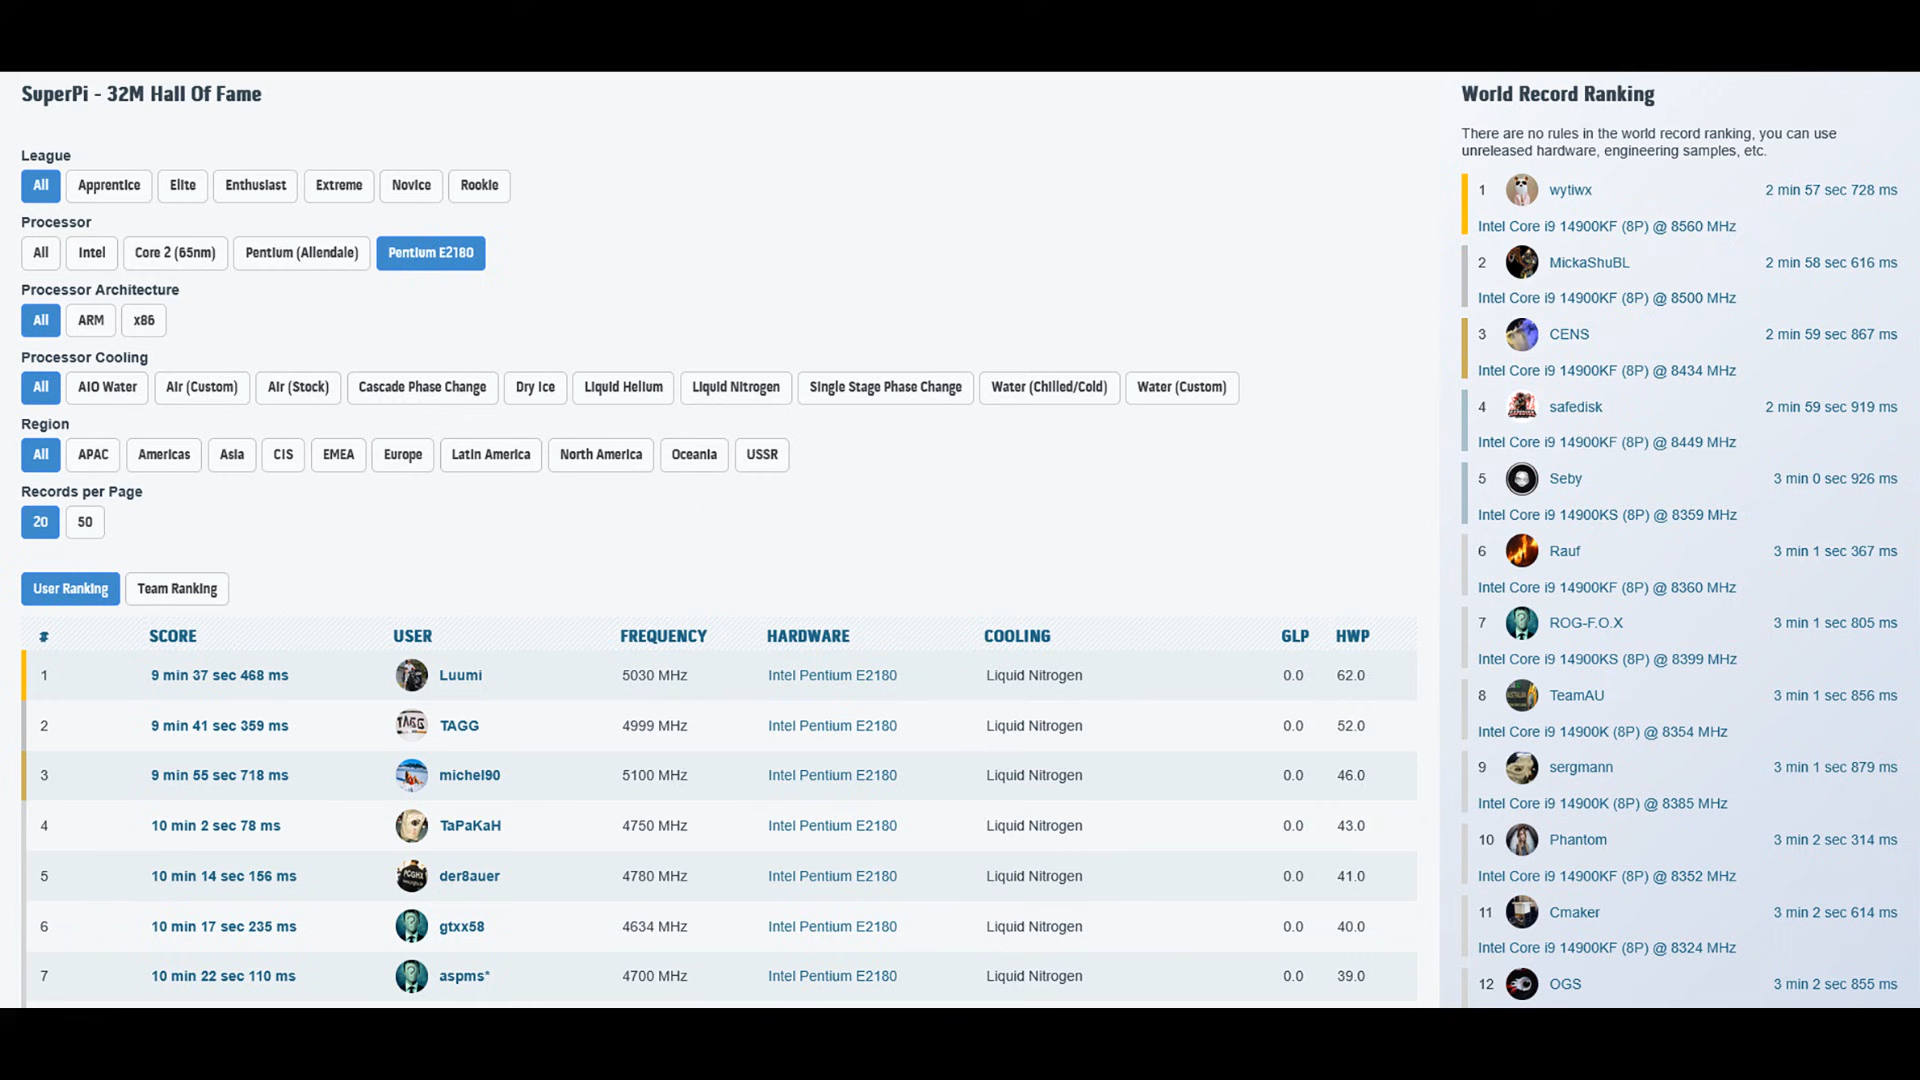 SuperPi - 32M Hall Of Fame
League
All Apprentice Elite Enthusiast Extreme Novice Rookie
Processor
All Intel Core 2 (65nm) Pentium (Allendale) Pentium E2180
Processor Architecture
All ARM x86
Processor Cooling
All AIO Water Air (Custom) Air (Stock) Cascade Phase Change Dry Ice Liquid Helium Liquid Nitrogen Single Stage Phase Change Water (Chilled/Cold) Water (Custom)
Region
All APAC Americas Asia CIS EMEA Europe Latin America North America Oceania USSR
Records per Page
20 50
User Ranking Team Ranking
# SCORE USER FREQUENCY HARDWARE COOLING GLP HWP
1 9 min 37 sec 468 ms Luumi 5030 MHz Intel Pentium E2180 Liquid Nitrogen 0.0 62.0
2 9 min 41 sec 359 ms TAGG TAGG 4999 MHz Intel Pentium E2180 Liquid Nitrogen 0.0 52.0
3 9 min 55 sec 718 ms michel90 5100 MHz Intel Pentium E2180 Liquid Nitrogen 0.0 46.0
4 10 min 2 sec 78 ms TaPaKaH 4750 MHz Intel Pentium E2180 Liquid Nitrogen 0.0 43.0
5 10 min 14 sec 156 ms PCGHX der8auer 4780 MHz Intel Pentium E2180 Liquid Nitrogen 0.0 41.0
6 10 min 17 sec 235 ms gtxx58 4634 MHz Intel Pentium E2180 Liquid Nitrogen 0.0 40.0
7 10 min 22 sec 110 ms aspms* 4700 MHz Intel Pentium E2180 Liquid Nitrogen 0.0 39.0
World Record Ranking
There are no rules in the world record ranking, you can use
unreleased hardware, engineering samples, etc.
1 wytiwx 2 min 57 sec 728 ms
Intel Core i9 14900KF (8P) @ 8560 MHz
2 MickaShuBL 2 min 58 sec 616 ms
Intel Core i9 14900KF (8P) @ 8500 MHz
3 CENS 2 min 59 sec 867 ms
Intel Core i9 14900KF (8P) @ 8434 MHz
4 safedisk 2 min 59 sec 919 ms
Intel Core i9 14900KF (8P) @ 8449 MHz
5 Seby 3 min 0 sec 926 ms
Intel Core i9 14900KS (8P) @ 8359 MHz
6 Rauf 3 min 1 sec 367 ms
Intel Core i9 14900KF (8P) @ 8360 MHz
7 ROG-F.O.X 3 min 1 sec 805 ms
Intel Core i9 14900KS (8P) @ 8399 MHz
8 TeamAU 3 min 1 sec 856 ms
Intel Core i9 14900K (8P) @ 8354 MHz
9 sergmann 3 min 1 sec 879 ms
Intel Core i9 14900K (8P) @ 8385 MHz
10 Phantom 3 min 2 sec 314 ms
Intel Core i9 14900KF (8P) @ 8352 MHz
11 Cmaker 3 min 2 sec 614 ms
Intel Core i9 14900KF (8P) @ 8324 MHz
12 OGS 3 min 2 sec 855 ms